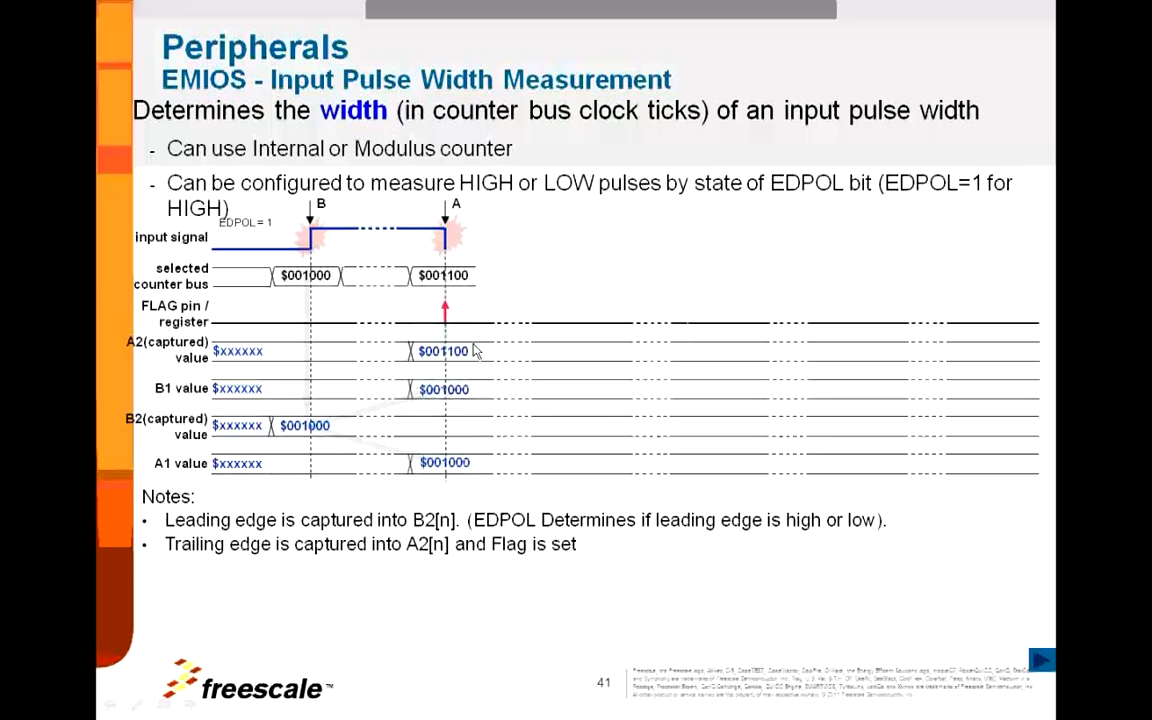 Peripherals
EMIOS - Input Pulse Width Measurement
Determines the width (in counter bus clock ticks) of an input pulse width
- Can use Internal or Modulus counter
- Can be configured to measure HIGH or LOW pulses by state of EDPOL bit (EDPOL=1 for
HIGH)
B A
EDPOL = 1
input signal
selected
counter bus
$001000 $001100
FLAG pin /
register
A2(captured)
value
$xxxxxx $001100
B1 value $xxxxxx $001000
B2(captured)
value
$xxxxxx $001000
A1 value $xxxxxx $001000
Notes:
• Leading edge is captured into B2[n]. (EDPOL Determines if leading edge is high or low).
• Trailing edge is captured into A2[n] and Flag is set
freescale™
41